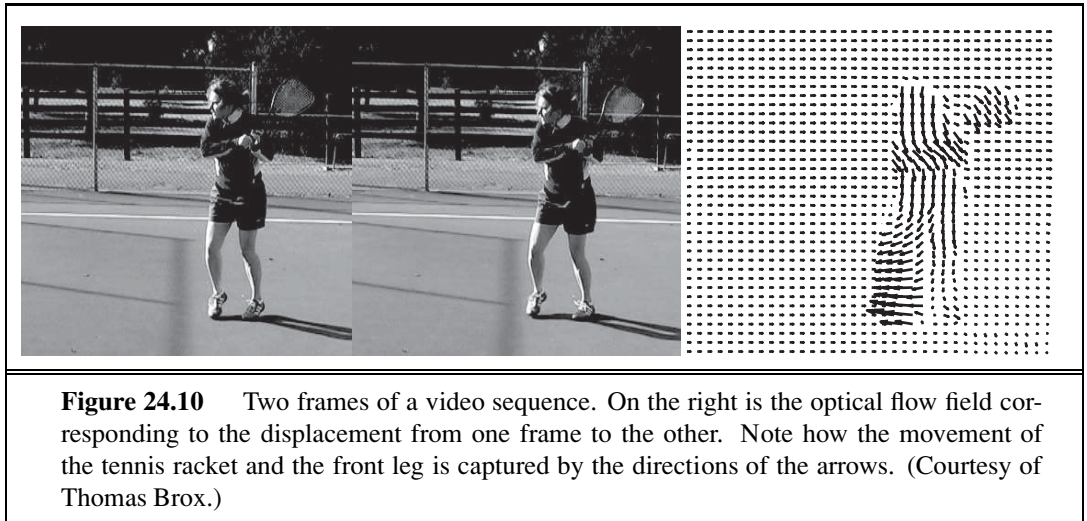 Figure 24.10 Two frames of a video sequence. On the right is the optical flow field cor-
responding to the displacement from one frame to the other. Note how the movement of
the tennis racket and the front leg is captured by the directions of the arrows. (Courtesy of
Thomas Brox.)